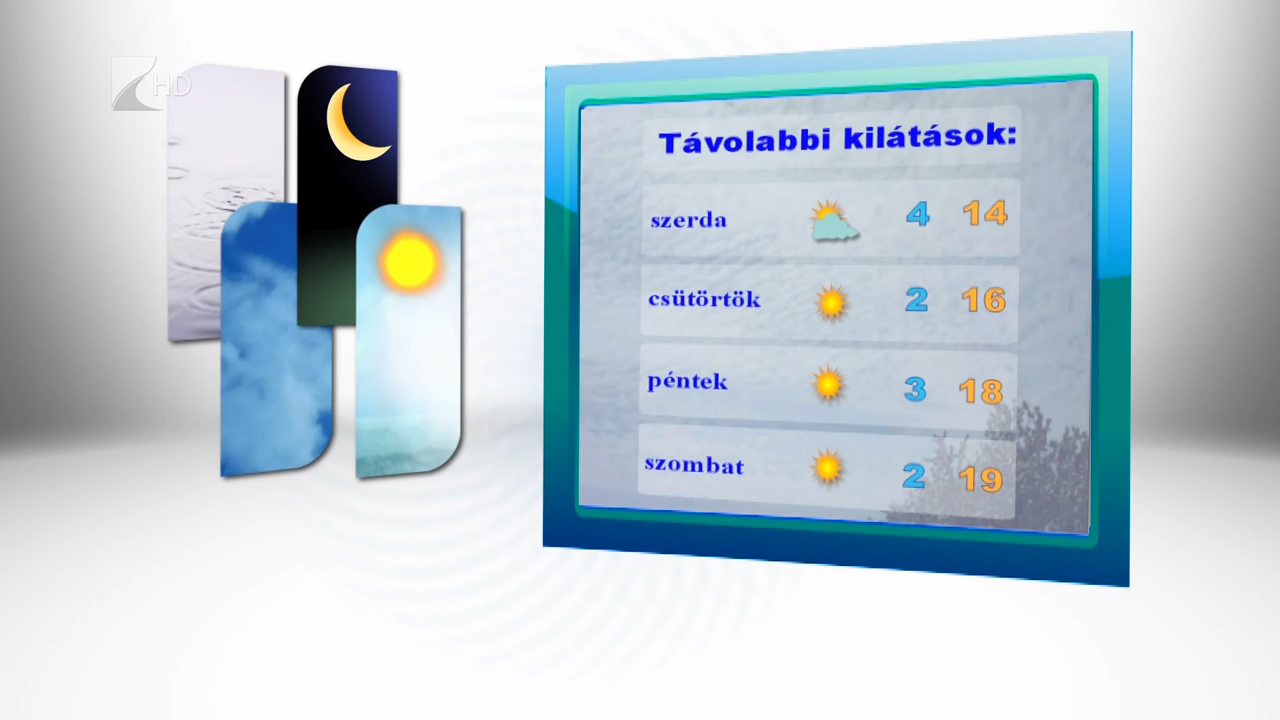 HD
Távolabbi kilátások:
szerda 4 14
csütörtök 2 16
péntek 3 18
szombat 2 19